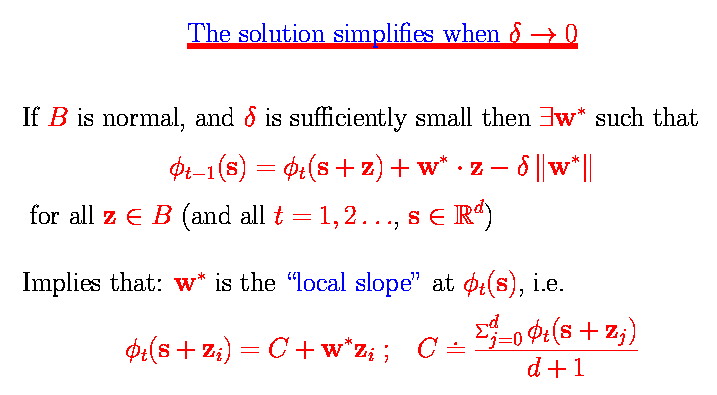 The solution simplifies when δ → 0
If B is normal, and δ is sufficiently small then ∃w* such that
ϕ_{t−1}(s) = ϕ_t(s + z) + w* · z − δ ‖w*‖
for all z ∈ B (and all t = 1, 2 . . ., s ∈ ℝ^d)
Implies that: w* is the “local slope” at ϕ_t(s), i.e.
ϕ_t(s + z_i) = C + w*z_i ; C ≐ \frac{Σ_{j=0}^d ϕ_t(s + z_j)}{d + 1}